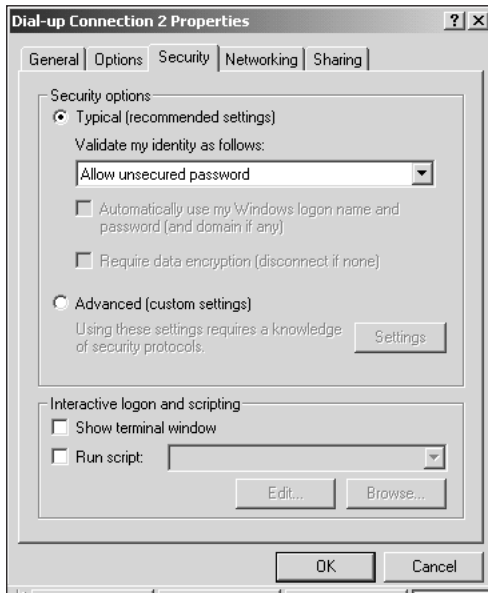 Dial-up Connection 2 Properties
General Options Security Networking Sharing
Security options
Typical (recommended settings)
Validate my identity as follows:
Allow unsecured password
Automatically use my Windows logon name and
password (and domain if any)
Require data encryption (disconnect if none)
Advanced (custom settings)
Using these settings requires a knowledge
of security protocols.
Settings
Interactive logon and scripting
Show terminal window
Run script:
Edit... Browse...
OK Cancel